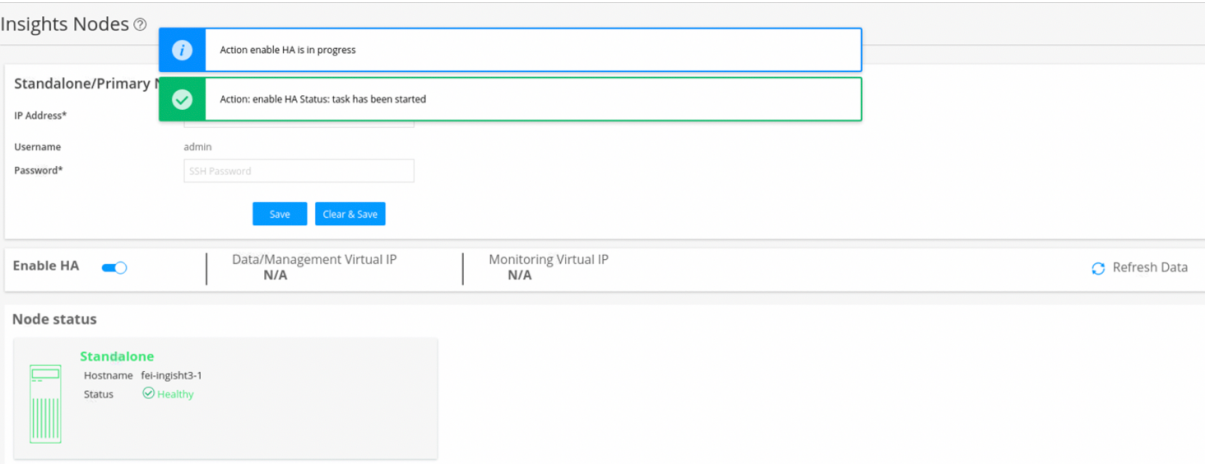 Insights Nodes ?
i Action enable HA is in progress
Action: enable HA Status: task has been started
Standalone/Primary
IP Address*
Username admin
Password* SSH Password
Save Clear & Save
Enable HA Data/Management Virtual IP Monitoring Virtual IP Refresh Data
N/A N/A
Node status
Standalone
Hostname fei-ingisht3-1
Status Healthy